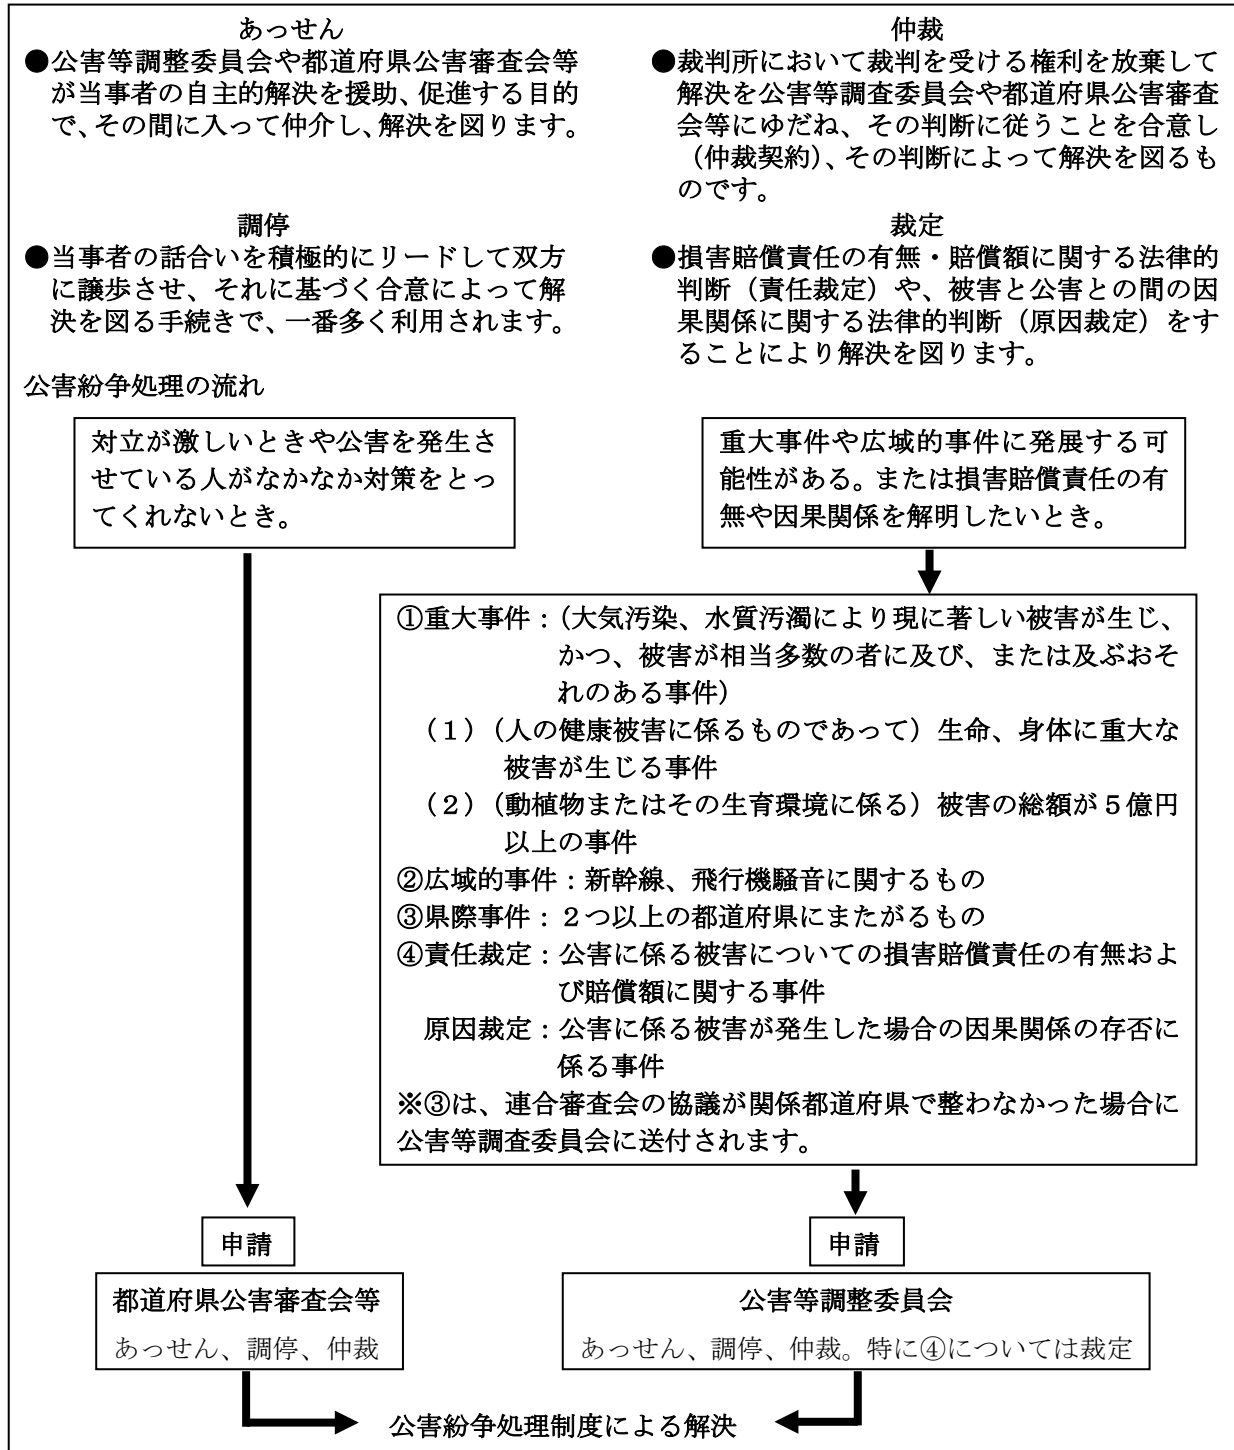 あっせん
●公害等調整委員会や都道府県公害審査会等
が当事者の自主的解決を援助、促進する目的
で、その間に入って仲介し、解決を図ります。
仲裁
●裁判所において裁判を受ける権利を放棄して
解決を公害等調査委員会や都道府県公害審査
会等にゆだね、その判断に従うことを合意し
（仲裁契約）、その判断によって解決を図るも
のです。
調停
●当事者の話合いを積極的にリードして双方
に譲歩させ、それに基づく合意によって解
決を図る手続きで、一番多く利用されます。
裁定
●損害賠償責任の有無・賠償額に関する法律的
判断（責任裁定）や、被害と公害との間の因
果関係に関する法律的判断（原因裁定）をす
ることにより解決を図ります。
公害紛争処理の流れ
対立が激しいときや公害を発生さ
せている人がなかなか対策をとっ
てくれないとき。
重大事件や広域的事件に発展する可
能性がある。または損害賠償責任の有
無や因果関係を解明したいとき。
①重大事件：（大気汚染、水質汚濁により現に著しい被害が生じ、
かつ、被害が相当多数の者に及び、または及ぶおそ
れのある事件）
（１）（人の健康被害に係るものであって）生命、身体に重大な
被害が生じる事件
（２）（動植物またはその生育環境に係る）被害の総額が５億円
以上の事件
②広域的事件：新幹線、飛行機騒音に関するもの
③県際事件：２つ以上の都道府県にまたがるもの
④責任裁定：公害に係る被害についての損害賠償責任の有無およ
び賠償額に関する事件
原因裁定：公害に係る被害が発生した場合の因果関係の存否に
係る事件
※③は、連合審査会の協議が関係都道府県で整わなかった場合に
公害等調査委員会に送付されます。
申請
都道府県公害審査会等
あっせん、調停、仲裁
申請
公害等調整委員会
あっせん、調停、仲裁。特に④については裁定
公害紛争処理制度による解決